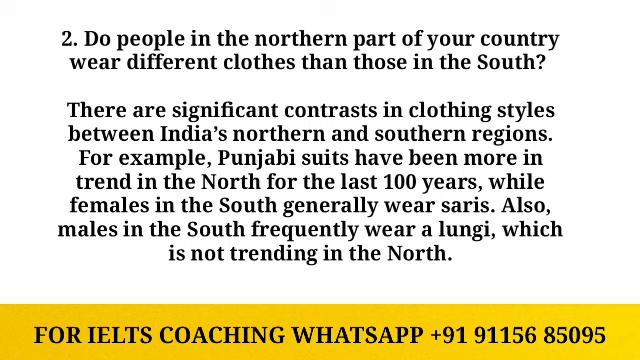 2. Do people in the northern part of your country
wear different clothes than those in the South?
There are significant contrasts in clothing styles
between India’s northern and southern regions.
For example, Punjabi suits have been more in
trend in the North for the last 100 years, while
females in the South generally wear saris. Also,
males in the South frequently wear a lungi, which
is not trending in the North.
FOR IELTS COACHING WHATSAPP +91 91156 85095